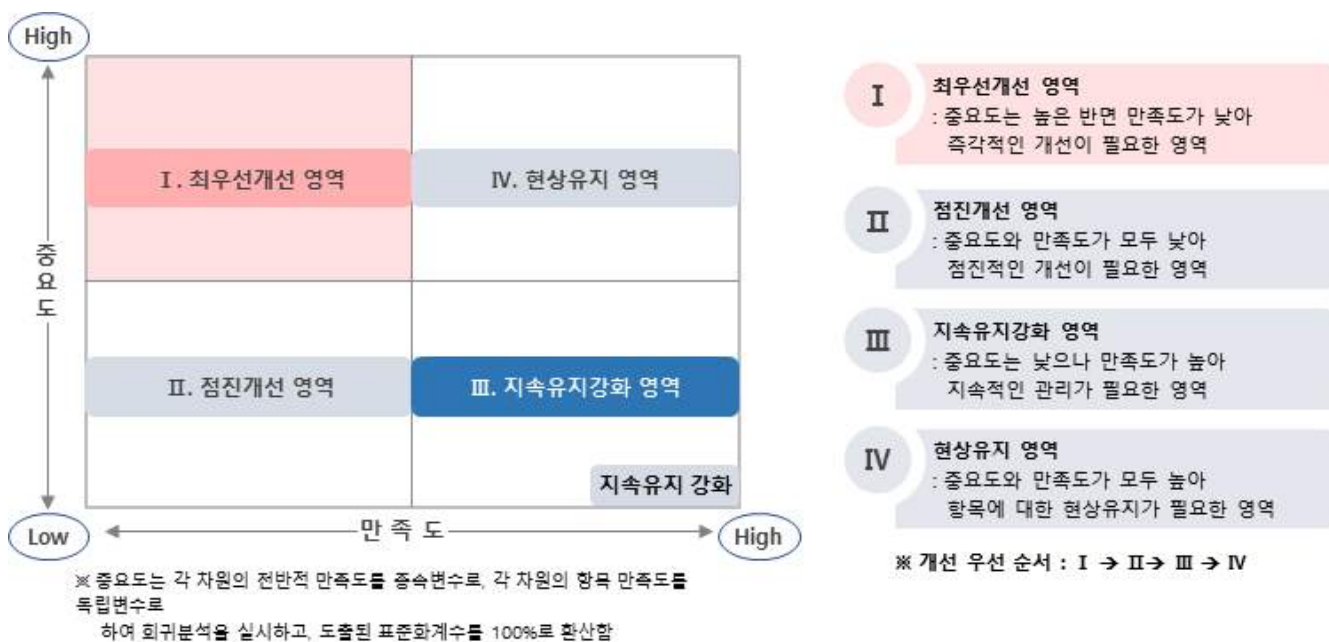 High
중요도
Ⅰ. 최우선개선 영역
Ⅳ. 현상유지 영역
Ⅱ. 점진개선 영역
Ⅲ. 지속유지강화 영역
지속유지 강화
Low
만 족 도
High
※ 중요도는 각 차원의 전반적 만족도를 종속변수로, 각 차원의 항목 만족도를
독립변수로
하여 회귀분석을 실시하고, 도출된 표준화계수를 100%로 환산함
Ⅰ
최우선개선 영역
: 중요도는 높은 반면 만족도가 낮아
즉각적인 개선이 필요한 영역
Ⅱ
점진개선 영역
: 중요도와 만족도가 모두 낮아
점진적인 개선이 필요한 영역
Ⅲ
지속유지강화 영역
: 중요도는 낮으나 만족도가 높아
지속적인 관리가 필요한 영역
Ⅳ
현상유지 영역
: 중요도와 만족도가 모두 높아
항목에 대한 현상유지가 필요한 영역
※ 개선 우선 순서 : Ⅰ → Ⅱ→ Ⅲ → Ⅳ